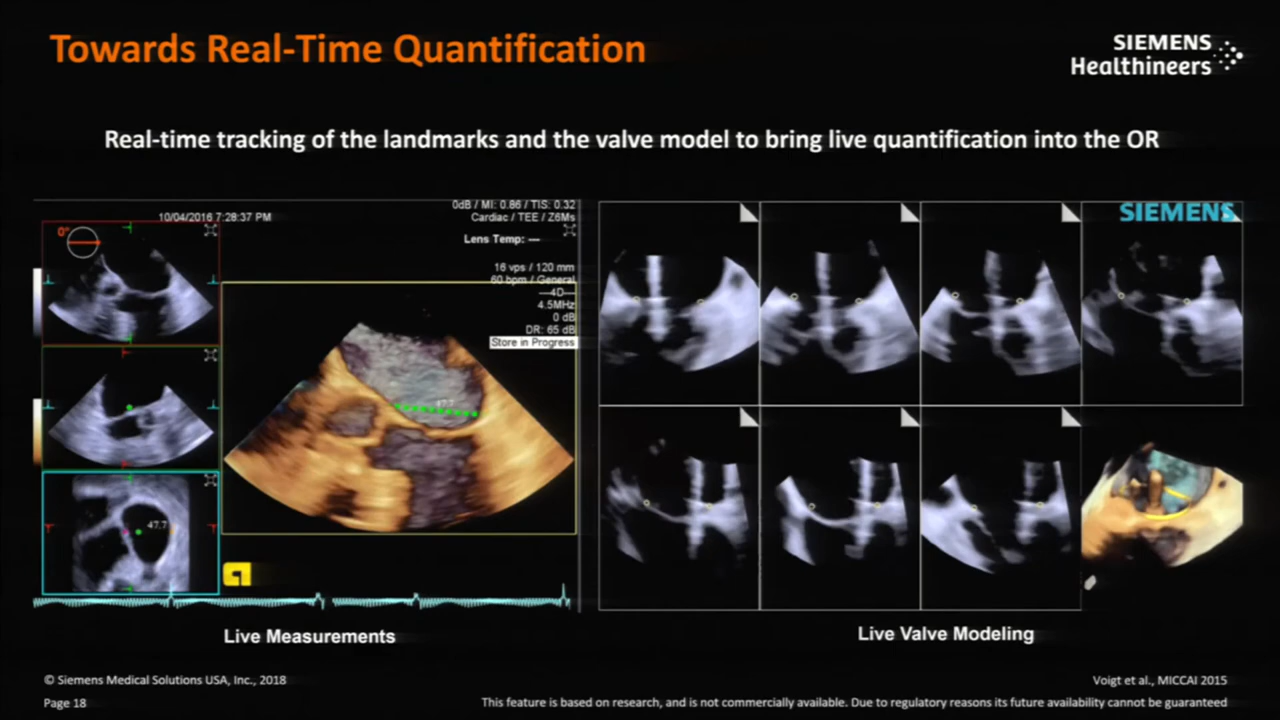 Towards Real-Time Quantification
SIEMENS
Healthineers
Real-time tracking of the landmarks and the valve model to bring live quantification into the OR
0dB / MI: 0.86 / TIS: 0.32
10/04/2016 7:28:37 PM
Cardiac / TEE / Z6Ms
0°
Lens Temp: ---
16 vps / 120 mm
60 bpm / General
---4D---
4.5MHz
0 dB
DR: 65 dB
Store in Progress
47.7
47.7
SIEMENS
Live Measurements
Live Valve Modeling
© Siemens Medical Solutions USA, Inc., 2018
Voigt et al., MICCAI 2015
Page 18
This feature is based on research, and is not commercially available. Due to regulatory reasons its future availability cannot be guaranteed